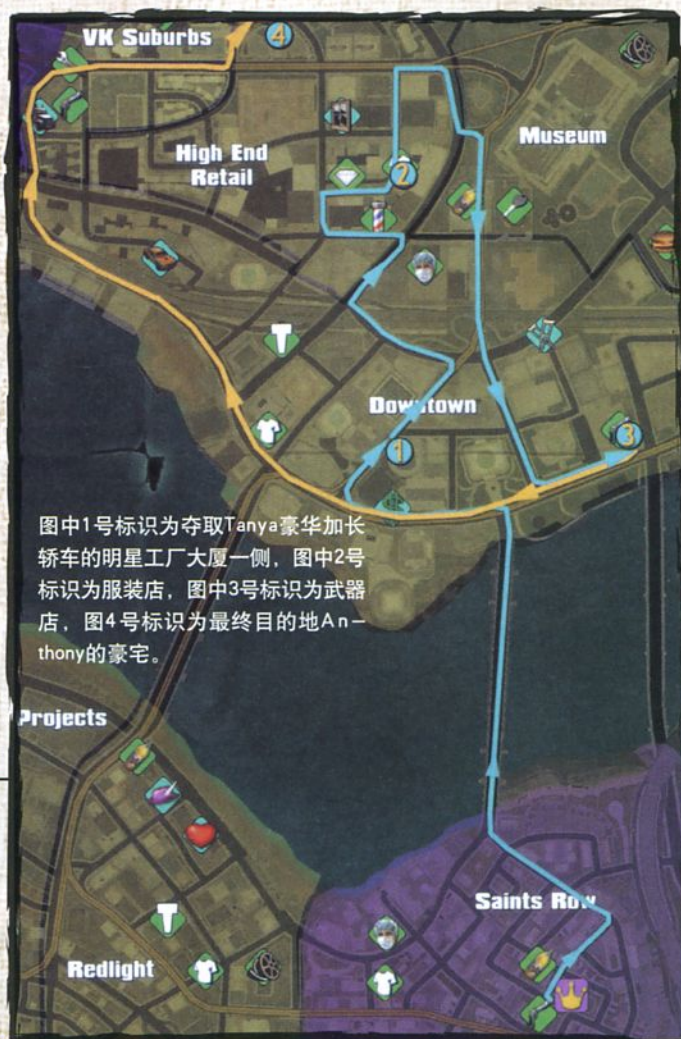 VK Suburbs
4
High End
Retail
Museum
2
Downtown
1
3
图中1号标识为夺取Tanya豪华加长
轿车的明星工厂大厦一侧，图中2号
标识为服装店，图中3号标识为武器
店，图4号标识为最终目的地An-
thony的豪宅。
Projects
Saints Row
Redlight